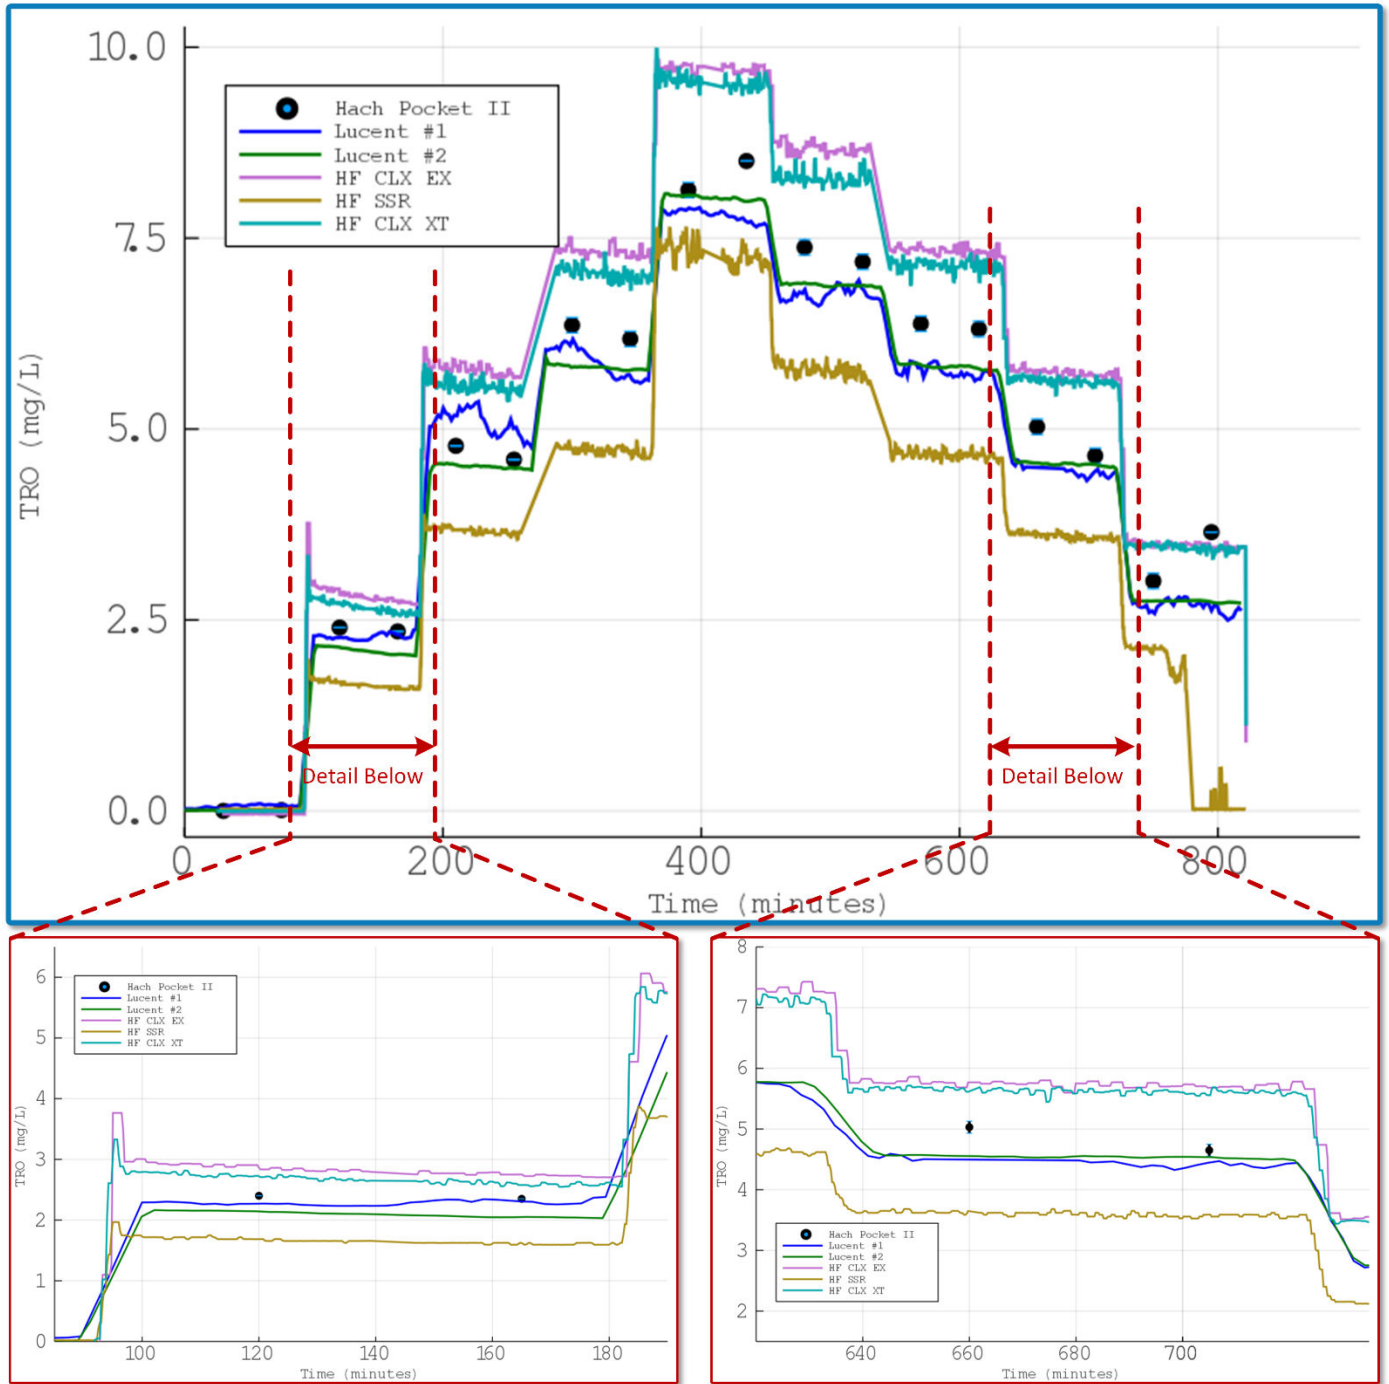 10.0
7.5
5.0
2.5
0.0
TRO (mg/L)
Hach Pocket II
Lucent #1
Lucent #2
HF CLX EX
HF SSR
HF CLX XT
Detail Below
Detail Below
0 200 400 600 800
Time (minutes)
6
5
4
3
2
1
0
TRO (mg/L)
Hach Pocket II
Lucent #1
Lucent #2
HF CLX EX
HF SSR
HF CLX XT
100 120 140 160 180
Time (minutes)
8
7
6
5
4
3
2
TRO (mg/L)
Hach Pocket II
Lucent #1
Lucent #2
HF CLX EX
HF SSR
HF CLX XT
640 660 680 700
Time (minutes)